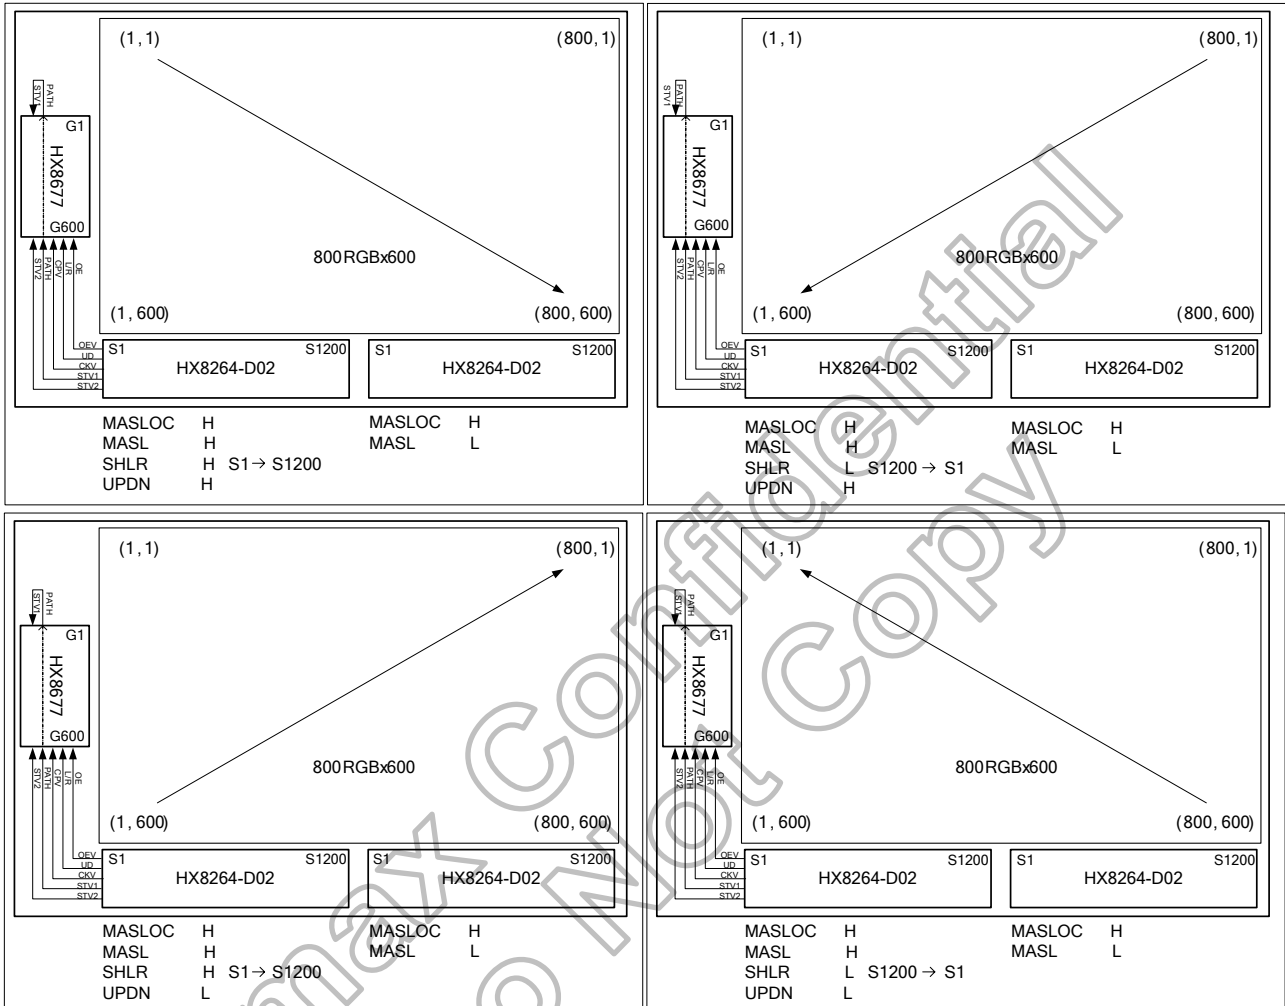 (1, 1) (800, 1)
PATH
STV1
G1
HX8677
G600
STV2 PATH CPV L/R OE
800RGBx600
(1, 600) (800, 600)
OEV
UD
CKV
STV1
STV2
S1 S1200
HX8264-D02
S1 S1200
HX8264-D02
MASLOC H
MASL H
SHLR H S1→ S1200
UPDN H
MASLOC H
MASL L
(1, 1) (800, 1)
PATH
STV1
G1
HX8677
G600
STV2 PATH CPV L/R OE
800RGBx600
(1, 600) (800, 600)
OEV
UD
CKV
STV1
STV2
S1 S1200
HX8264-D02
S1 S1200
HX8264-D02
MASLOC H
MASL H
SHLR L S1200 → S1
UPDN H
MASLOC H
MASL L
(1, 1) (800, 1)
PATH
STV1
G1
HX8677
G600
STV2 PATH CPV L/R OE
800RGBx600
(1, 600) (800, 600)
OEV
UD
CKV
STV1
STV2
S1 S1200
HX8264-D02
S1 S1200
HX8264-D02
MASLOC H
MASL H
SHLR H S1→ S1200
UPDN L
MASLOC H
MASL L
(1, 1) (800, 1)
PATH
STV1
G1
HX8677
G600
STV2 PATH CPV L/R OE
800RGBx600
(1, 600) (800, 600)
OEV
UD
CKV
STV1
STV2
S1 S1200
HX8264-D02
S1 S1200
HX8264-D02
MASLOC H
MASL H
SHLR L S1200 → S1
UPDN L
MASLOC H
MASL L
max Confidential
o Not Copy